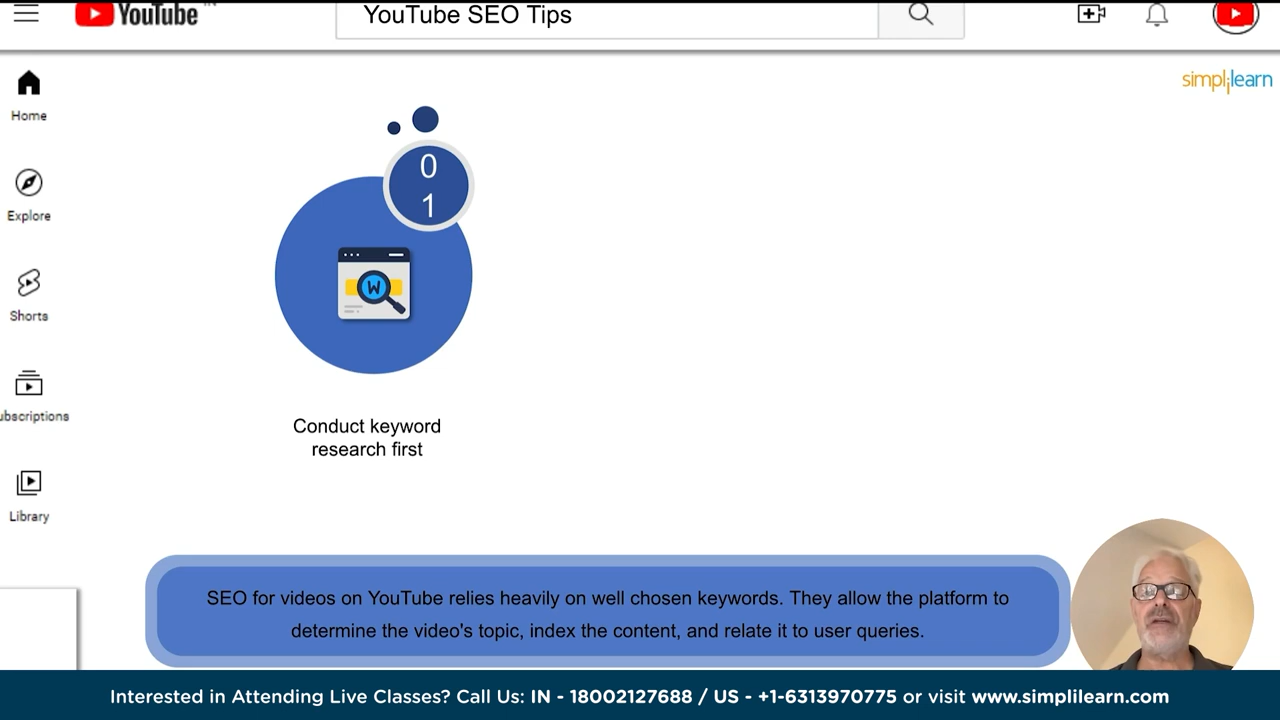 YouTube
YouTube SEO Tips
simplilearn
Home
0
1
Explore
W
Shorts
ubscriptions
Conduct keyword
research first
Library
SEO for videos on YouTube relies heavily on well chosen keywords. They allow the platform to
determine the video's topic, index the content, and relate it to user queries.
Interested in Attending Live Classes? Call Us: IN - 18002127688 / US - +1-6313970775 or visit www.simplilearn.com